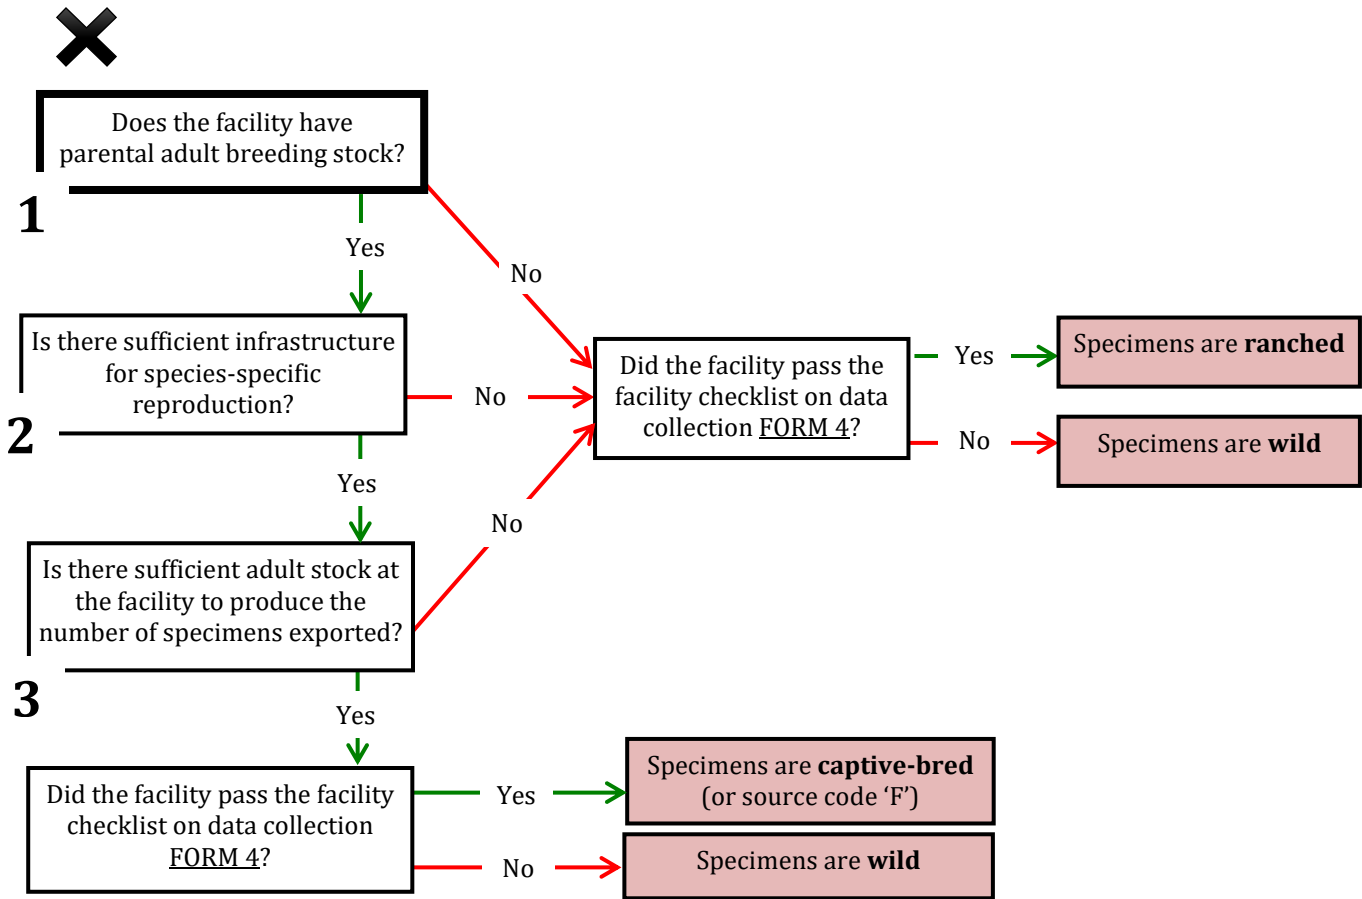 Does the facility have
parental adult breeding stock?
1
Yes
No
Is there sufficient infrastructure
for species-specific
reproduction?
2
No
Yes
Did the facility pass the
facility checklist on data
collection FORM 4?
Yes
Specimens are ranched
No
Specimens are wild
Is there sufficient adult stock at
the facility to produce the
number of specimens exported?
3
No
Yes
Did the facility pass the facility
checklist on data collection
FORM 4?
Yes
Specimens are captive-bred
(or source code ‘F’)
No
Specimens are wild